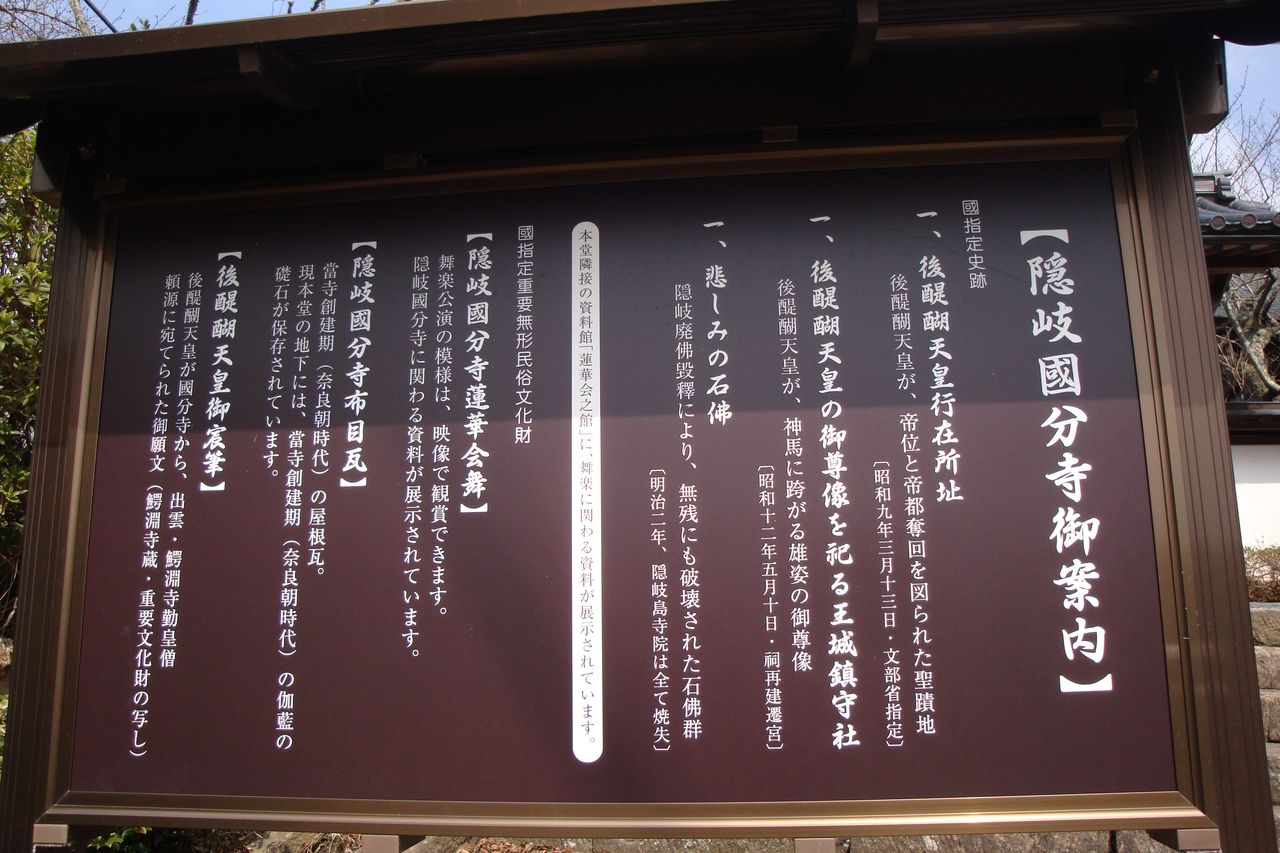 【隠岐國分寺御案内】
國指定史跡
一、後醍醐天皇行在所址
後醍醐天皇が、帝位と帝都奪回を図られた聖蹟地
〔昭和九年三月十三日・文部省指定〕
一、後醍醐天皇の御尊像を祀る王城鎮守社
後醍醐天皇が、神馬に跨がる雄姿の御尊像
〔昭和十二年五月十日・祠再建遷宮〕
一、悲しみの石佛
隠岐廃佛毀釋により、無残にも破壊された石佛群
〔明治二年、隠岐島寺院は全て焼失〕
本堂隣接の資料館「蓮華会之館」に、舞楽に関わる資料が展示されています。
國指定重要無形民俗文化財
【隠岐國分寺蓮華会舞】
舞楽公演の模様は、映像で観賞できます。
隠岐國分寺に関わる資料が展示されています。
【隠岐國分寺布目瓦】
當寺創建期（奈良朝時代）の屋根瓦。
現本堂の地下には、當寺創建期（奈良朝時代）の伽藍の
礎石が保存されています。
【後醍醐天皇御宸筆】
後醍醐天皇が國分寺から、出雲・鰐淵寺勤皇僧
頼源に宛てられた御願文（鰐淵寺蔵・重要文化財の写し）